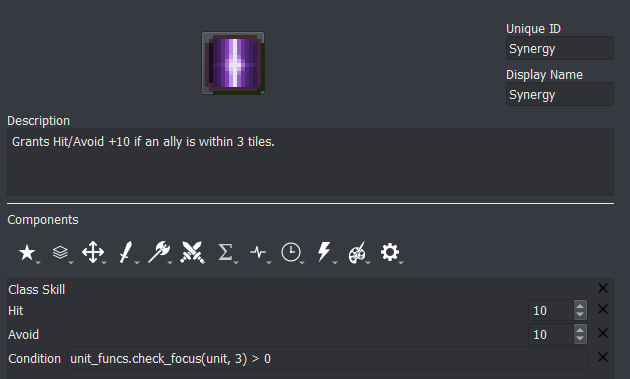 Unique ID
Synergy
Display Name
Synergy
Description
Grants Hit/Avoid +10 if an ally is within 3 tiles.
Components
Class Skill
Hit 10
Avoid 10
Condition unit_funcs.check_focus(unit, 3) > 0